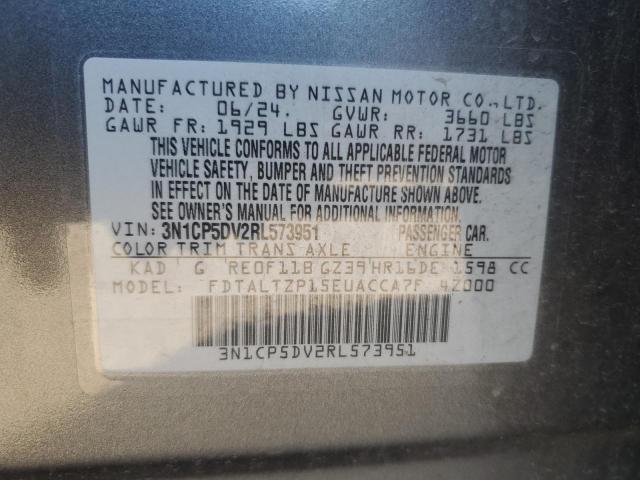 MANUFACTURED BY NISSAN MOTOR CO.,LTD.
DATE: 06/24. GVWR: 3660 LBS
GAWR FR: 1929 LBS GAWR RR: 1731 LBS
THIS VEHICLE CONFORMS TO ALL APPLICABLE FEDERAL MOTOR
VEHICLE SAFETY, BUMPER AND THEFT PREVENTION STANDARDS
IN EFFECT ON THE DATE OF MANUFACTURE SHOWN ABOVE.
SEE OWNER'S MANUAL FOR ADDITIONAL INFORMATION.
VIN: 3N1CP5DV2RL573951 PASSENGER CAR.
COLOR TRIM TRANS AXLE ENGINE
KAD G RE0F11B GZ39 HR16DE 1598 CC
MODEL: FDTALTZP15EUACCA7F 4Z000
3N1CP5DV2RL573951